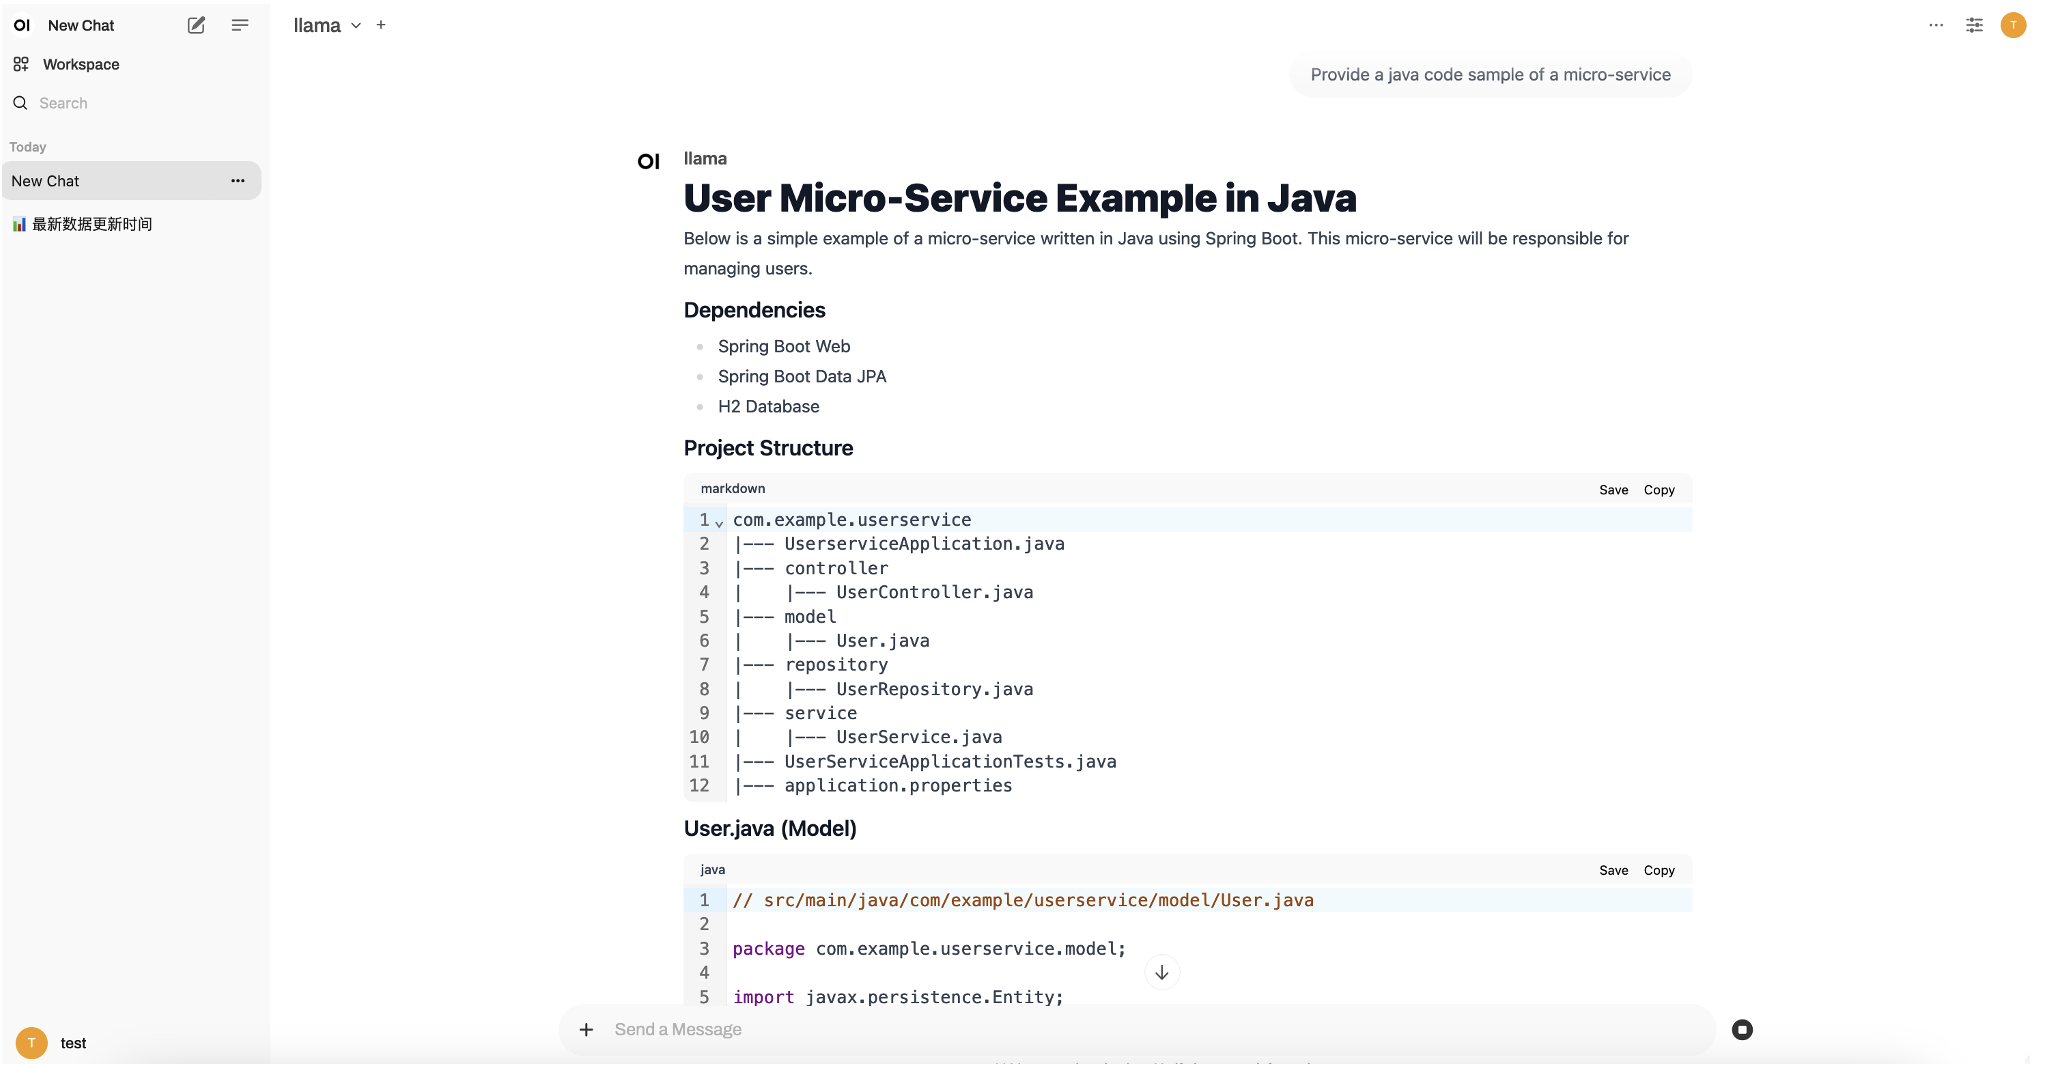 OI New Chat
Workspace
Search
Today
New Chat
最新数据更新时间
T test
llama
T
Provide a java code sample of a micro-service
OI llama
User Micro-Service Example in Java
Below is a simple example of a micro-service written in Java using Spring Boot. This micro-service will be responsible for
managing users.
Dependencies
Spring Boot Web
Spring Boot Data JPA
H2 Database
Project Structure
markdown Save Copy
1 com.example.userservice
2 |--- UserserviceApplication.java
3 |--- controller
4 |    |--- UserController.java
5 |--- model
6 |    |--- User.java
7 |--- repository
8 |    |--- UserRepository.java
9 |--- service
10 |    |--- UserService.java
11 |--- UserServiceApplicationTests.java
12 |--- application.properties
User.java (Model)
java Save Copy
1 // src/main/java/com/example/userservice/model/User.java
2
3 package com.example.userservice.model;
4
5 import javax.persistence.Entity;
Send a Message